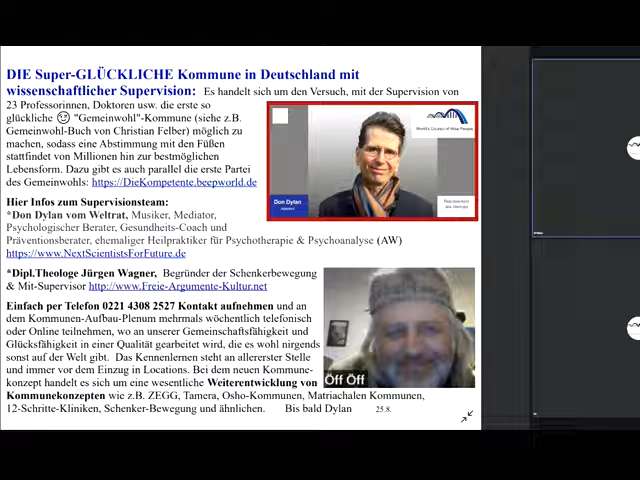 DIE Super-GLÜCKLICHE Kommune in Deutschland mit
wissenschaftlicher Supervision: Es handelt sich um den Versuch, mit der Supervision von
23 Professorinnen, Doktoren usw. die erste so
glückliche 😉 "Gemeinwohl"-Kommune (siehe z.B.
Gemeinwohl-Buch von Christian Felber) möglich zu
machen, sodass eine Abstimmung mit den Füßen
stattfindet von Millionen hin zur bestmöglichen
Lebensform. Dazu gibt es auch parallel die erste Partei
des Gemeinwohls: https://DieKompetente.beepworld.de
World's Council of Wise People
Don Dylan
Hier Infos zum Supervisionsteam:
*Don Dylan vom Weltrat, Musiker, Mediator,
Psychologischer Berater, Gesundheits-Coach und
Präventionsberater, ehemaliger Heilpraktiker für Psychotherapie & Psychoanalyse (AW)
https://www.NextScientistsForFuture.de
*Dipl.Theologe Jürgen Wagner, Begründer der Schenkerbewegung
& Mit-Supervisor http://www.Freie-Argumente-Kultur.net
Einfach per Telefon 0221 4308 2527 Kontakt aufnehmen und an
dem Kommunen-Aufbau-Plenum mehrmals wöchentlich telefonisch
oder Online teilnehmen, wo an unserer Gemeinschaftsfähigkeit und
Glücksfähigkeit in einer Qualität gearbeitet wird, die es wohl nirgends
sonst auf der Welt gibt. Das Kennenlernen steht an allererster Stelle
und immer vor dem Einzug in Locations. Bei dem neuen Kommune-
konzept handelt es sich um eine wesentliche Weiterentwicklung von
Kommunekonzepten wie z.B. ZEGG, Tamera, Osho-Kommunen, Matriachalen Kommunen,
12-Schritte-Kliniken, Schenker-Bewegung und ähnlichen. Bis bald Dylan 25.8.
Öff Öff